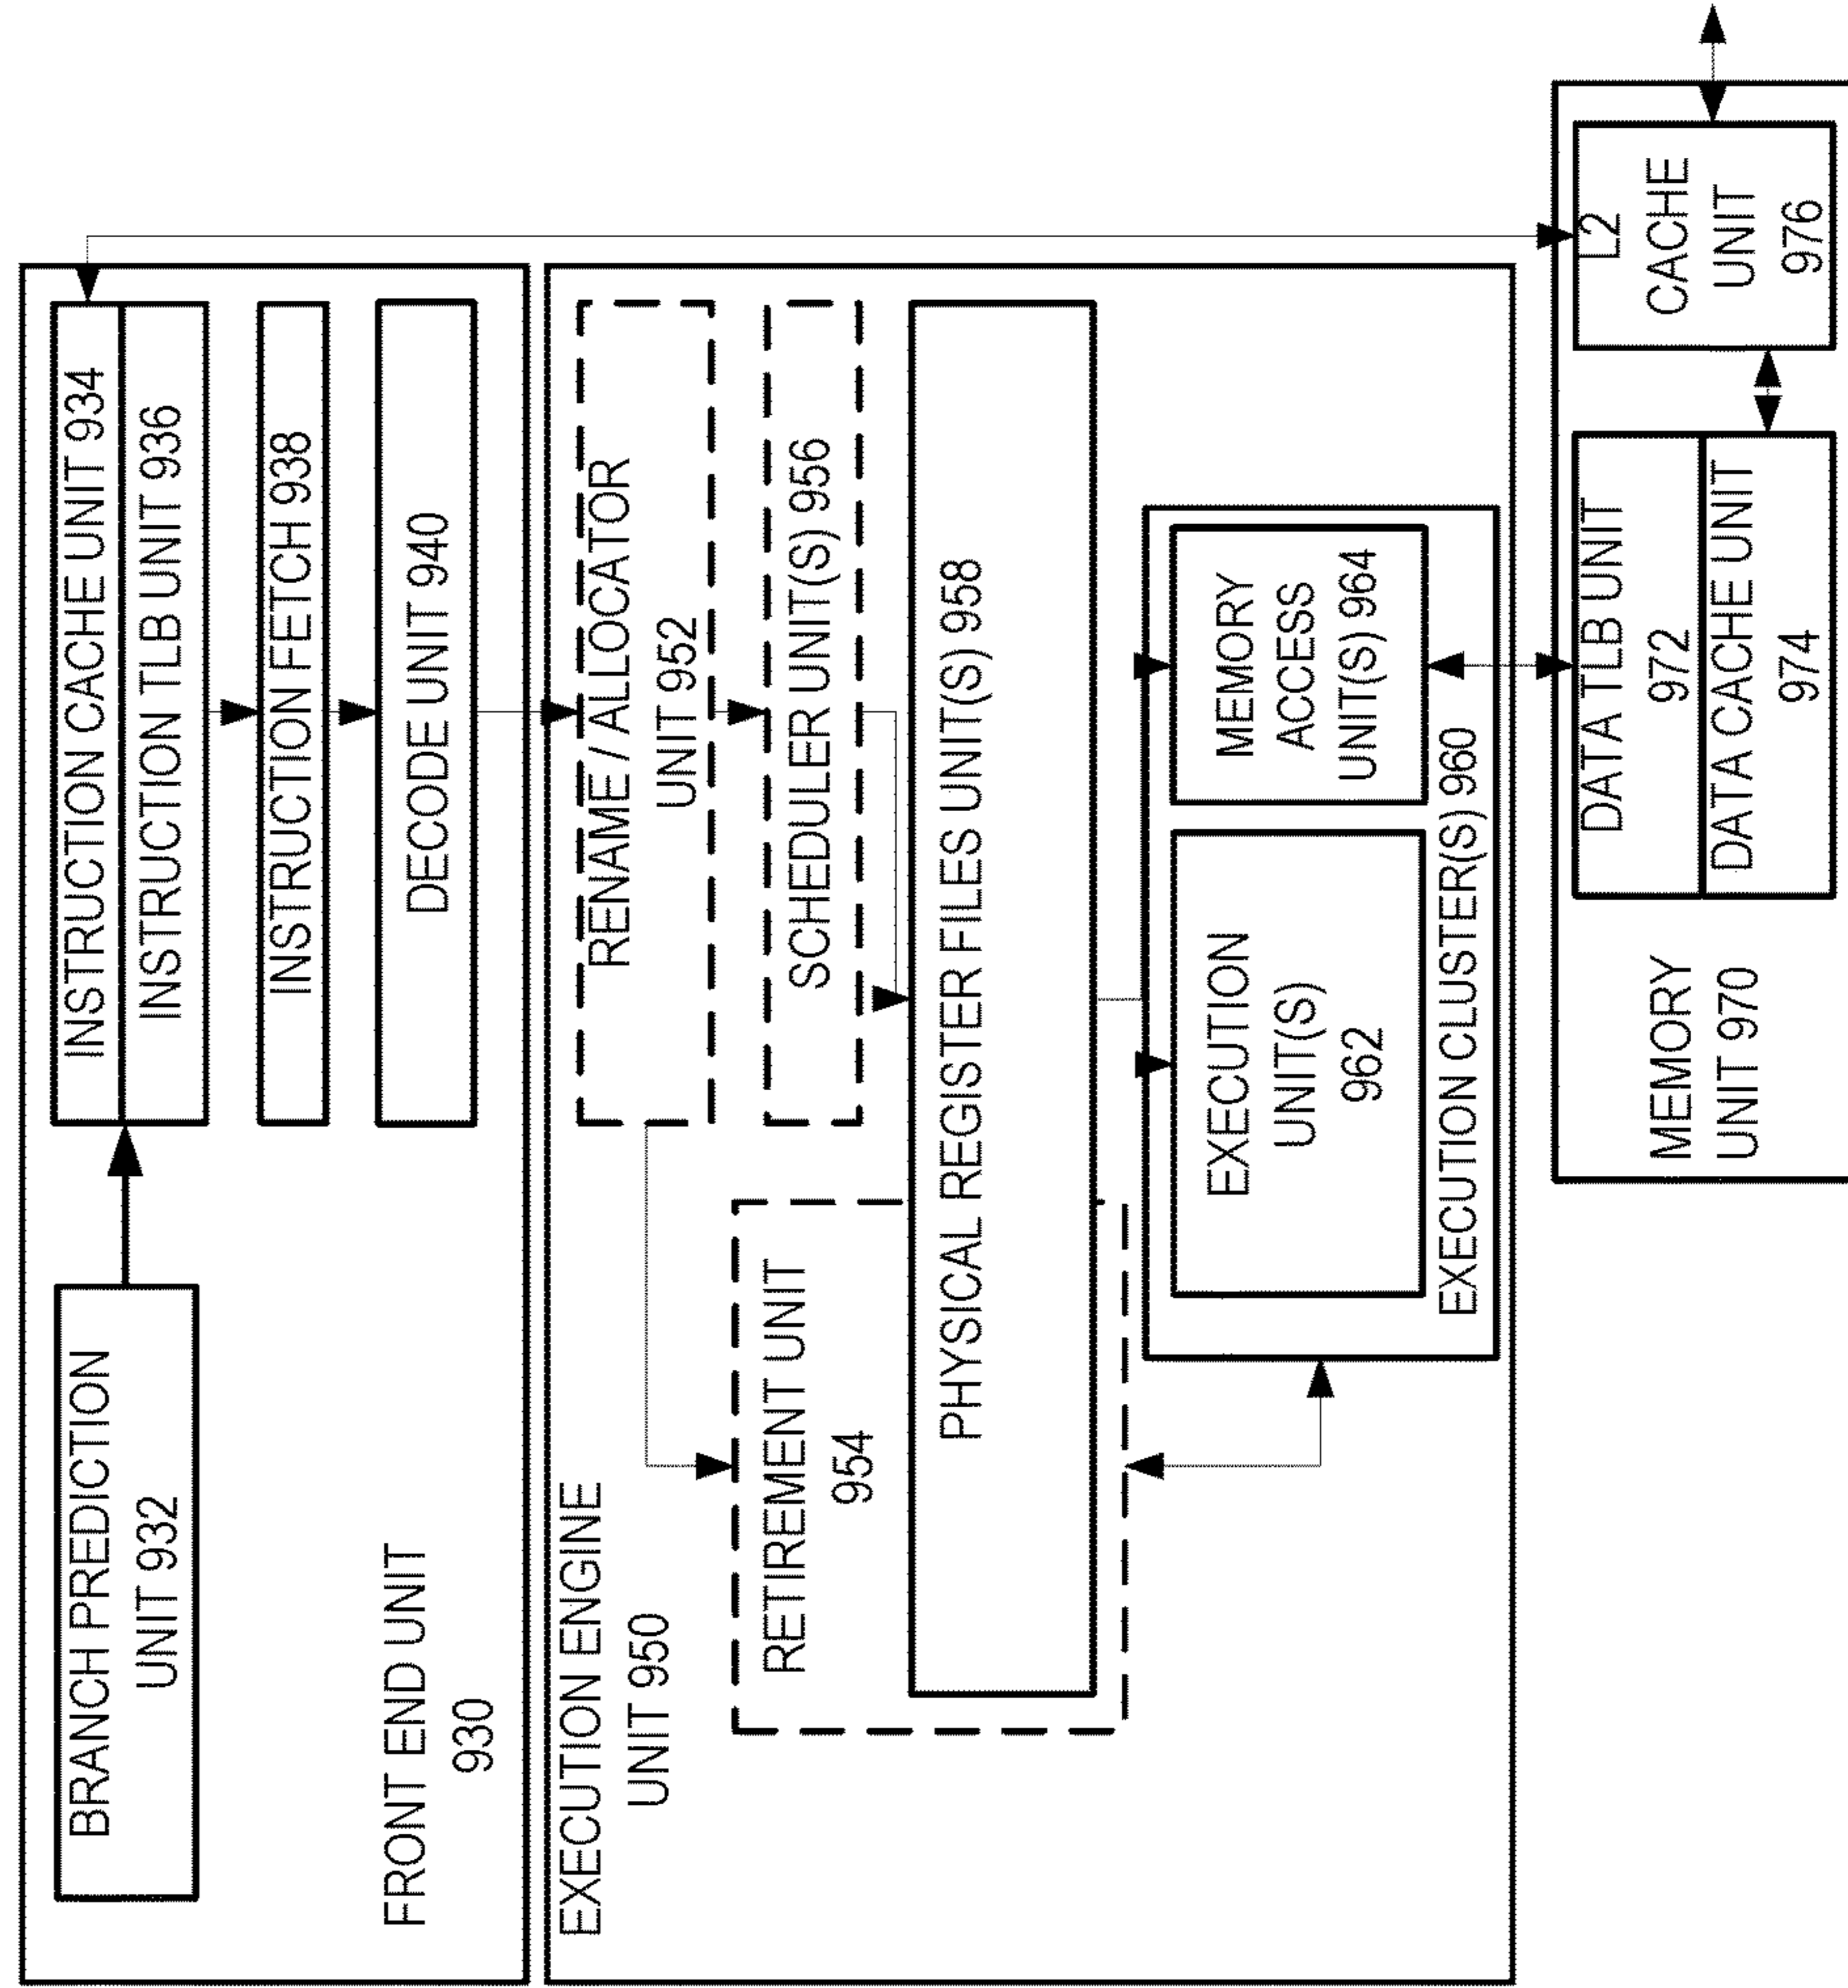 BRANCH PREDICTION
UNIT 932
INSTRUCTION CACHE UNIT 934
INSTRUCTION TLB UNIT 936
INSTRUCTION FETCH 938
DECODE UNIT 940
FRONT END UNIT
930
EXECUTION ENGINE
UNIT 950
RENAME / ALLOCATOR
UNIT 952
SCHEDULER UNIT(S) 956
RETIREMENT UNIT
954
PHYSICAL REGISTER FILES UNIT(S) 958
EXECUTION
UNIT(S)
962
MEMORY
ACCESS
UNIT(S) 964
EXECUTION CLUSTER(S) 960
MEMORY
UNIT 970
DATA TLB UNIT
972
DATA CACHE UNIT
974
L2
CACHE
UNIT
976